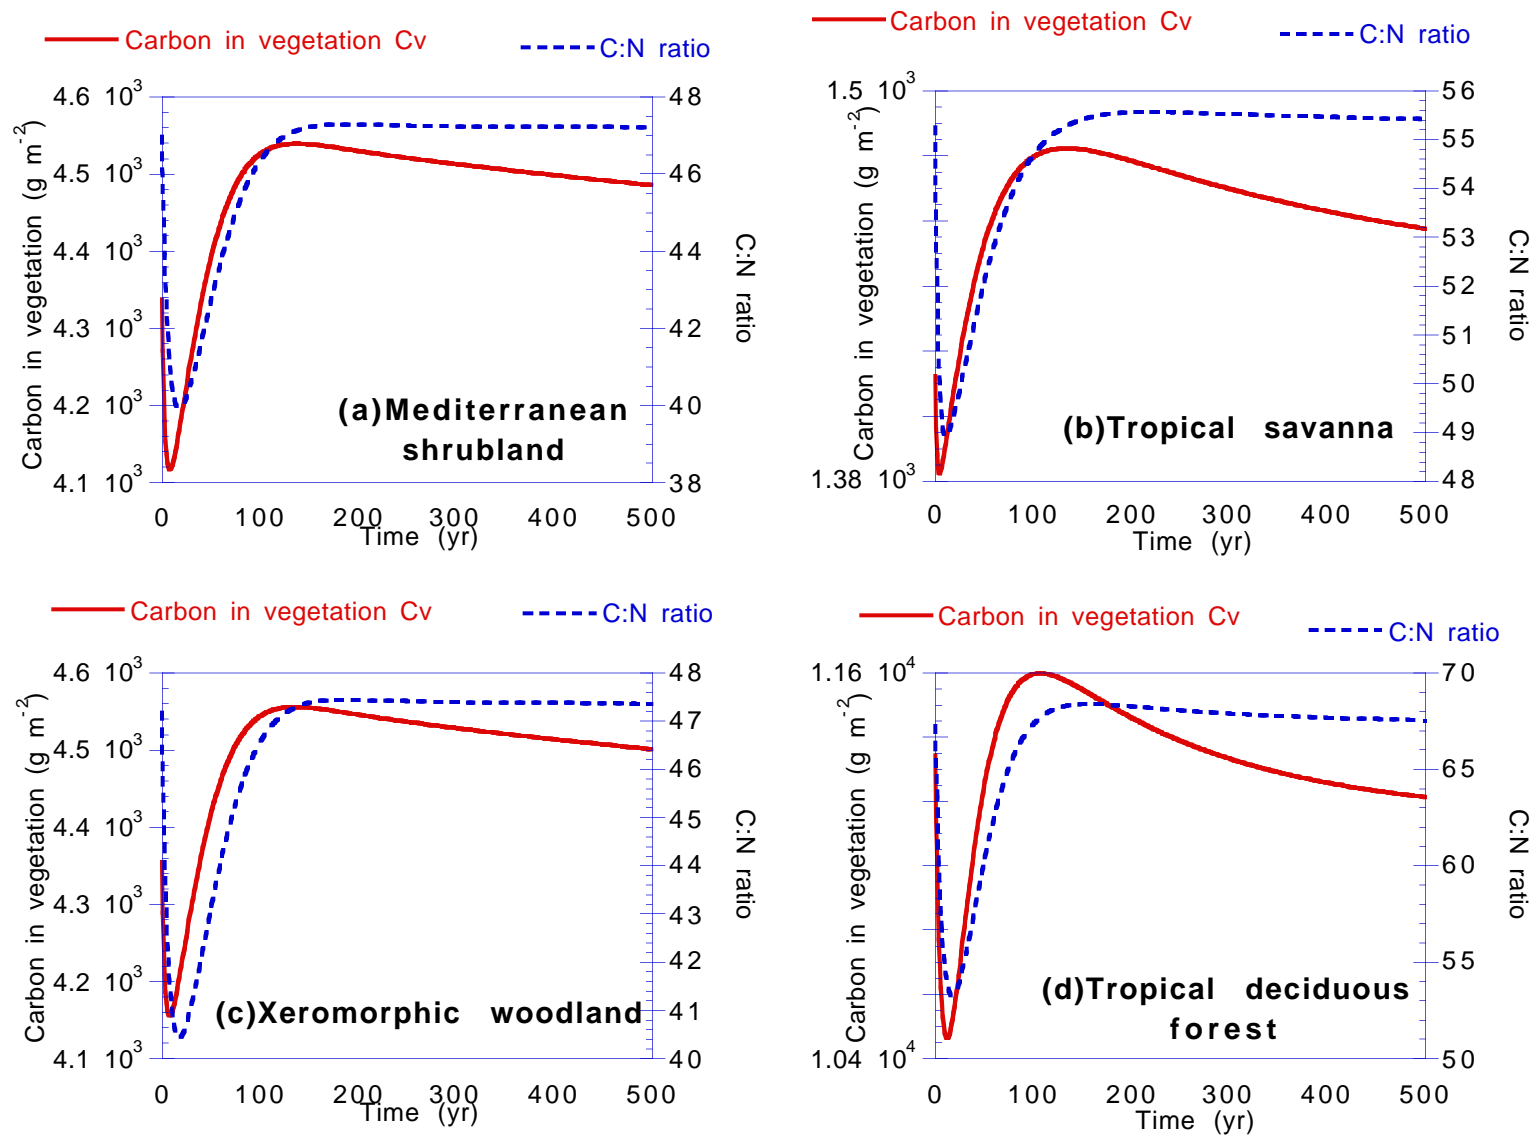 Carbon in vegetation Cv
C:N ratio
4.6 10^3
4.5 10^3
4.4 10^3
4.3 10^3
4.2 10^3
4.1 10^3
Carbon in vegetation (g m^-2)
48
46
44
42
40
38
C:N ratio
(a)Mediterranean
shrubland
0 100 200 300 400 500
Time (yr)
Carbon in vegetation Cv
C:N ratio
1.5 10^3
1.38 10^3
Carbon in vegetation (g m^-2)
56
55
54
53
52
51
50
49
48
C:N ratio
(b)Tropical savanna
0 100 200 300 400 500
Time (yr)
Carbon in vegetation Cv
C:N ratio
4.6 10^3
4.5 10^3
4.4 10^3
4.3 10^3
4.2 10^3
4.1 10^3
Carbon in vegetation (g m^-2)
48
47
46
45
44
43
42
41
40
C:N ratio
(c)Xeromorphic woodland
0 100 200 300 400 500
Time (yr)
Carbon in vegetation Cv
C:N ratio
1.16 10^4
1.04 10^4
Carbon in vegetation (g m^-2)
70
65
60
55
50
C:N ratio
(d)Tropical deciduous
forest
0 100 200 300 400 500
Time (yr)